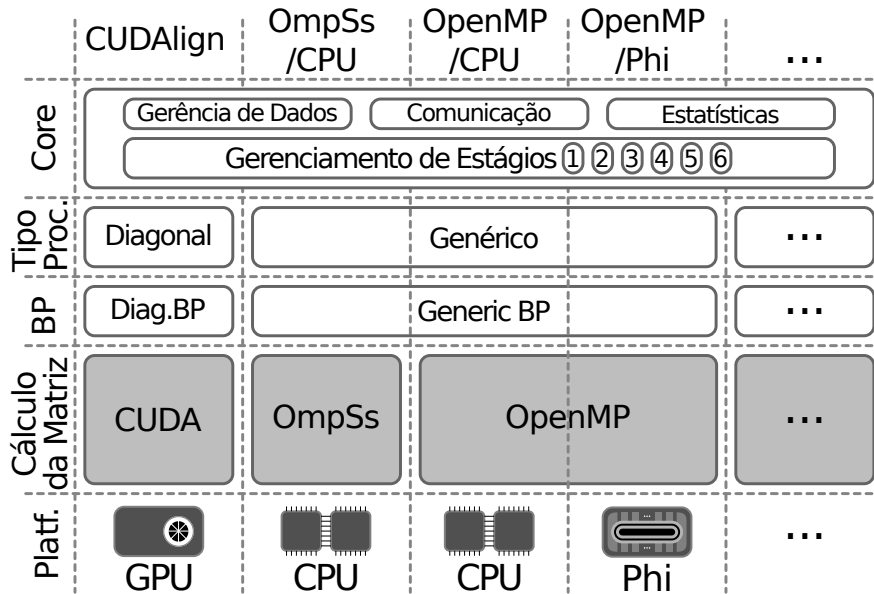 CUDAlign
OmpSs
/CPU
OpenMP
/CPU
OpenMP
/Phi
...
Core
Gerência de Dados
Comunicação
Estatísticas
Gerenciamento de Estágios 1 2 3 4 5 6
Tipo
Proc.
Diagonal
Genérico
...
BP
Diag.BP
Generic BP
...
Cálculo
da Matriz
CUDA
OmpSs
OpenMP
...
Platf.
GPU
CPU
CPU
Phi
...